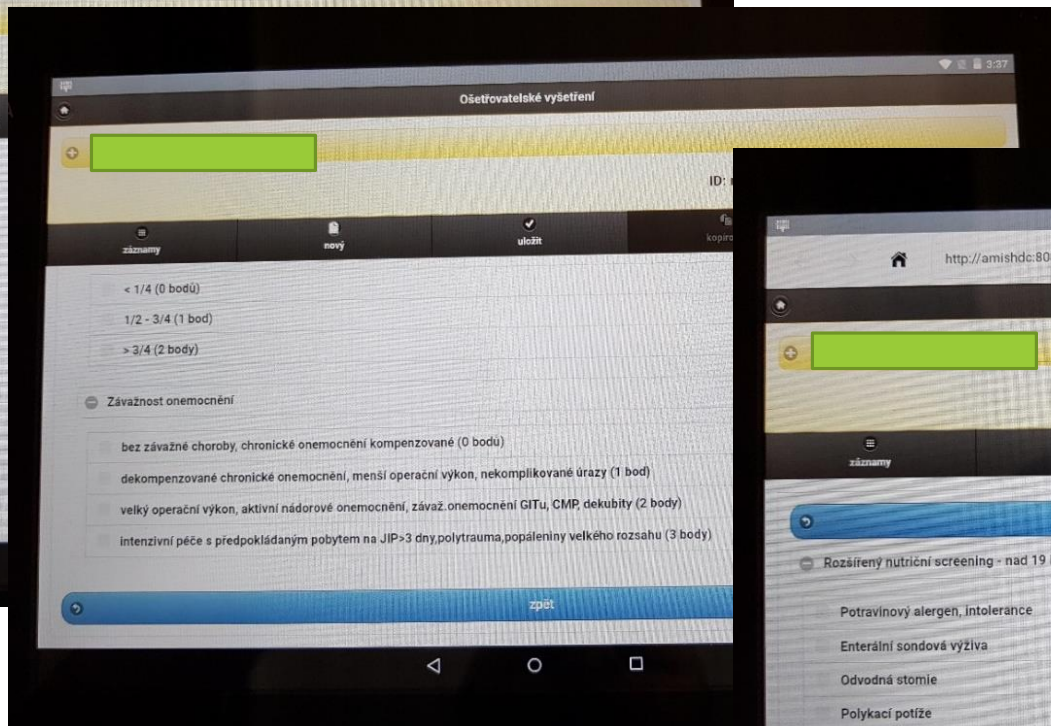 3:37
Ošetřovatelské vyšetření
ID:
záznamy
nový
uložit
kopíro
< 1/4 (0 bodů)
1/2 - 3/4 (1 bod)
> 3/4 (2 body)
Závažnost onemocnění
bez závažné choroby, chronické onemocnění kompenzované (0 bodů)
dekompenzované chronické onemocnění, menší operační výkon, nekomplikované úrazy (1 bod)
velký operační výkon, aktivní nádorové onemocnění, závaž.onemocnění GITu, CMP, dekubity (2 body)
intenzivní péče s předpokládaným pobytem na JIP>3 dny,polytrauma,popáleniny velkého rozsahu (3 body)
zpět
http://amishdc:80
záznamy
Rozšířený nutriční screening - nad 19
Potravinový alergen, intolerance
Enterální sondová výživa
Odvodná stomie
Polykací potíže